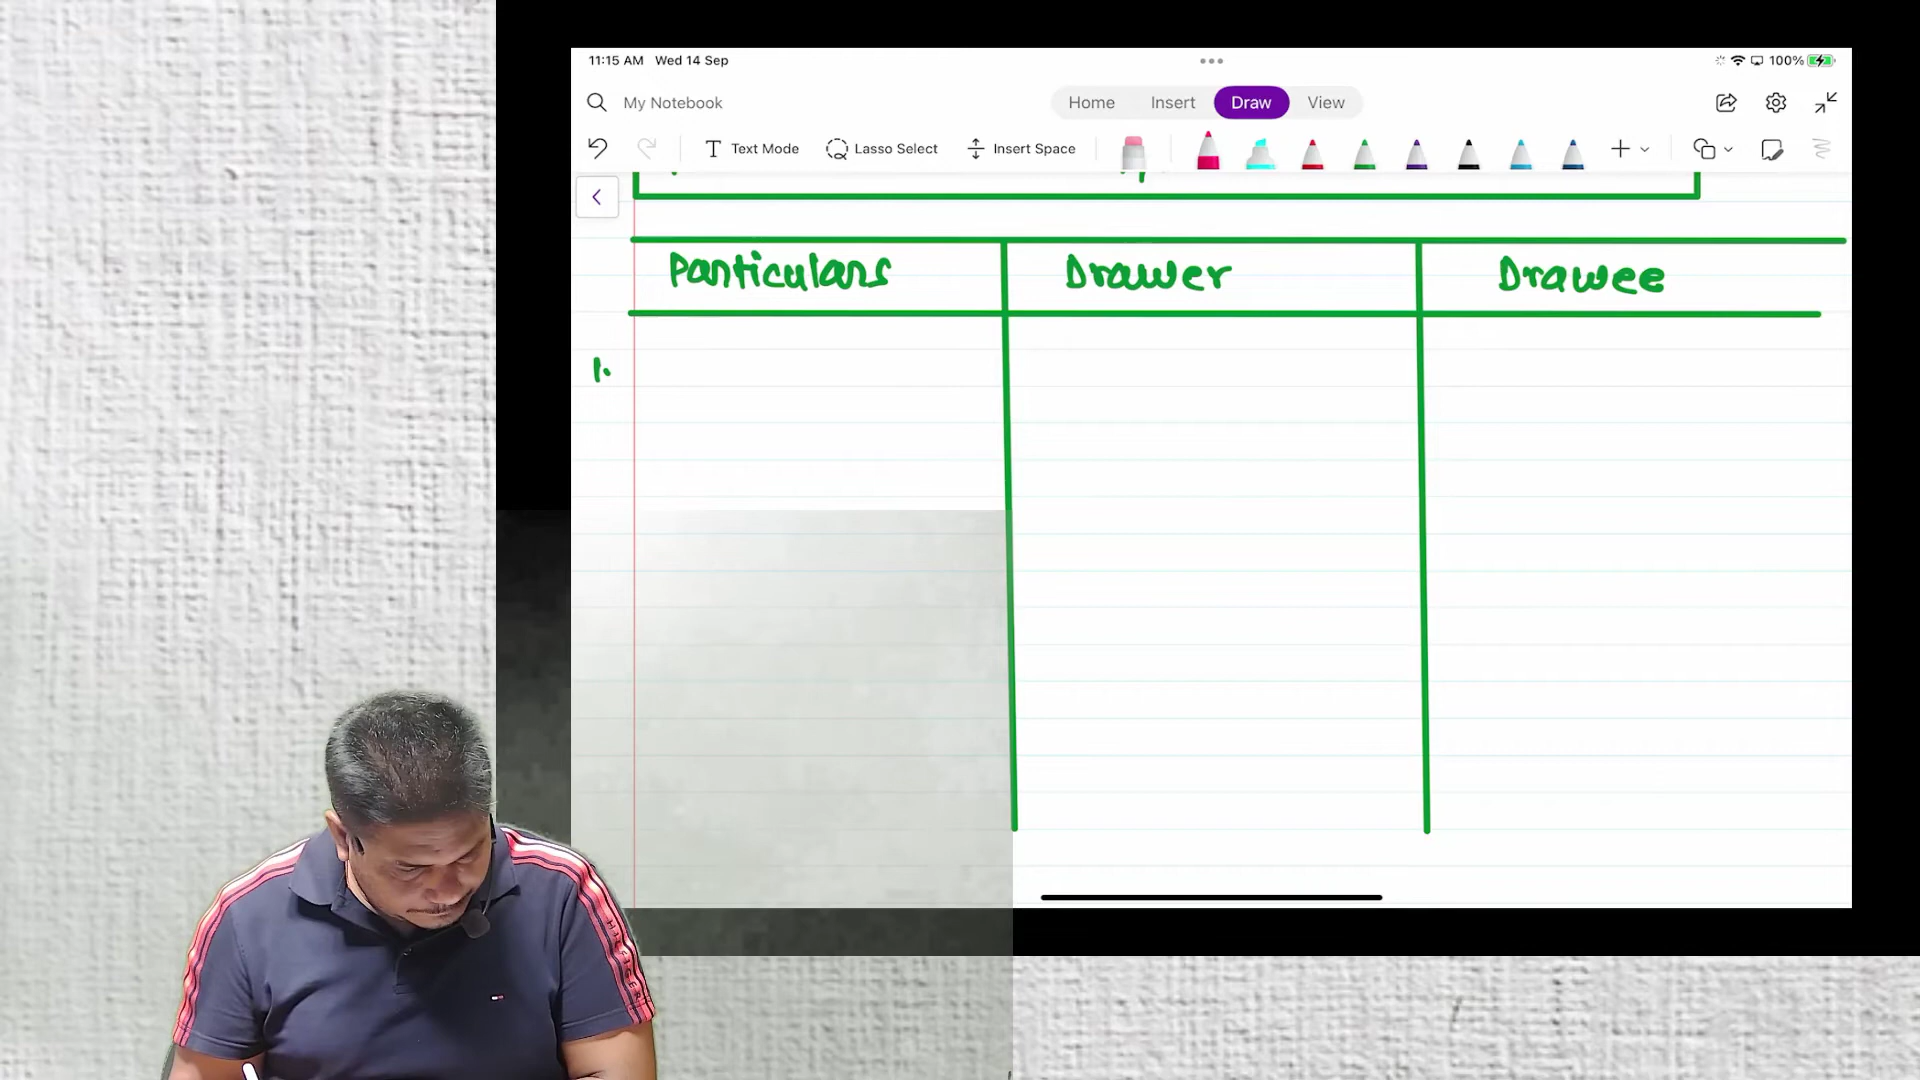 11:15 AM Wed 14 Sep
100%
My Notebook
Home Insert Draw View
Text Mode Lasso Select Insert Space
Particulars Drawer Drawee
1.